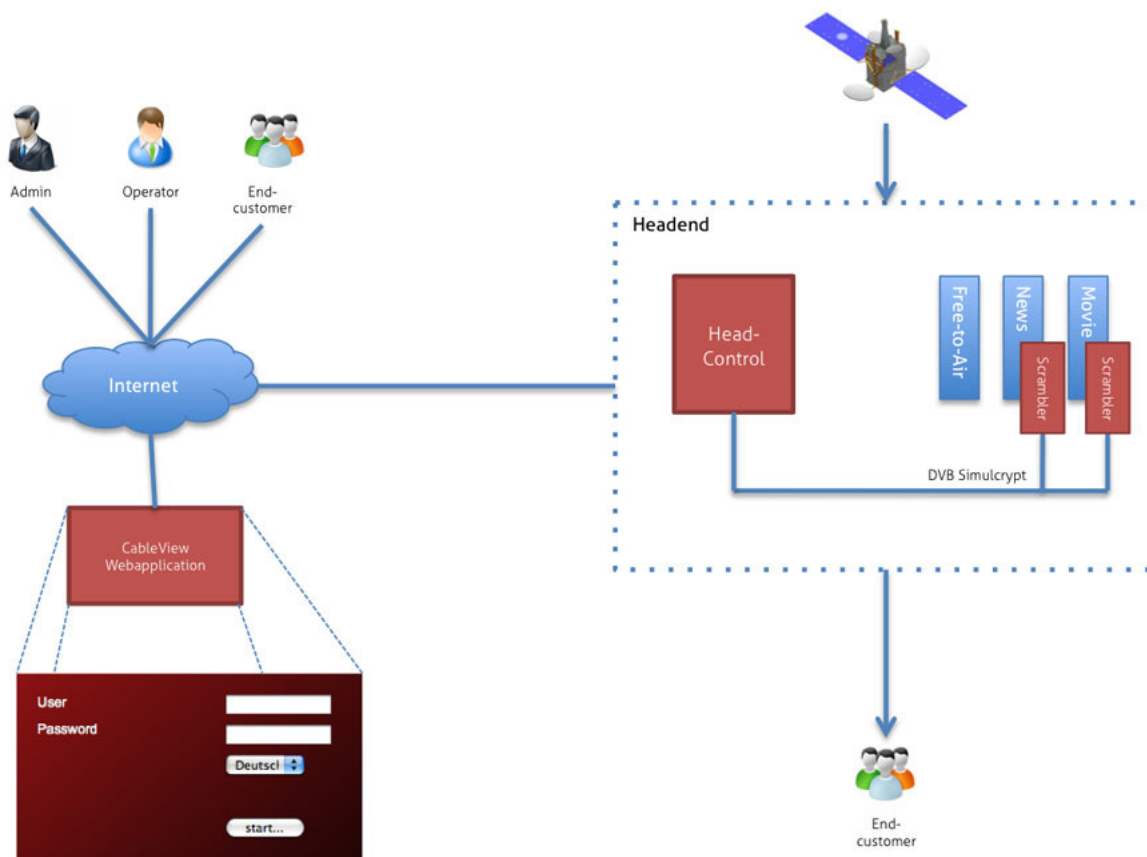 Admin
Operator
End-
customer
Internet
CableView
Webapplication
User
Password
Deutscl
start...
Headend
Head-
Control
Free-to-Air
News
Movie
Scrambler
Scrambler
DVB Simulcrypt
End-
customer